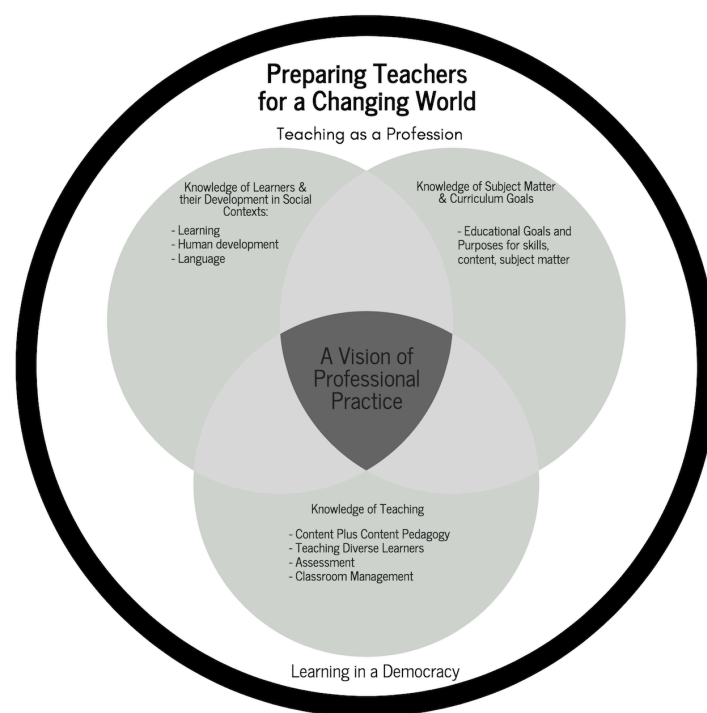 Preparing Teachers
for a Changing World
Teaching as a Profession
Knowledge of Learners &
their Development in Social
Contexts:
- Learning
- Human development
- Language
Knowledge of Subject Matter
& Curriculum Goals
- Educational Goals and
Purposes for skills,
content, subject matter
A Vision of
Professional
Practice
Knowledge of Teaching
- Content Plus Content Pedagogy
- Teaching Diverse Learners
- Assessment
- Classroom Management
Learning in a Democracy